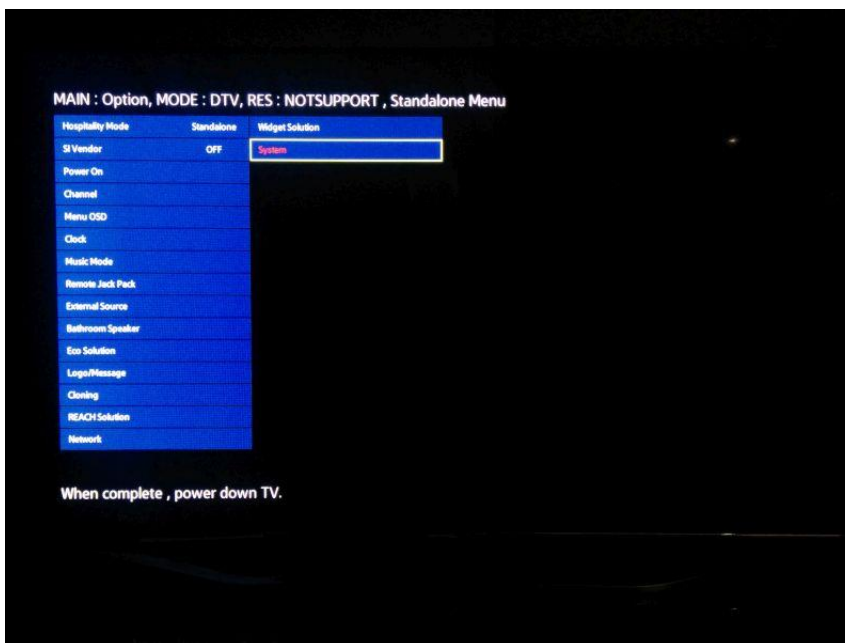 MAIN : Option, MODE : DTV, RES : NOTSUPPORT , Standalone Menu
Hospitality Mode Standalone Widget Solution
SI Vendor OFF System
Power On
Channel
Menu OSD
Clock
Music Mode
Remote Jack Pack
External Source
Bathroom Speaker
Eco Solution
Logo/Message
Cloning
REACH Solution
Network
When complete , power down TV.